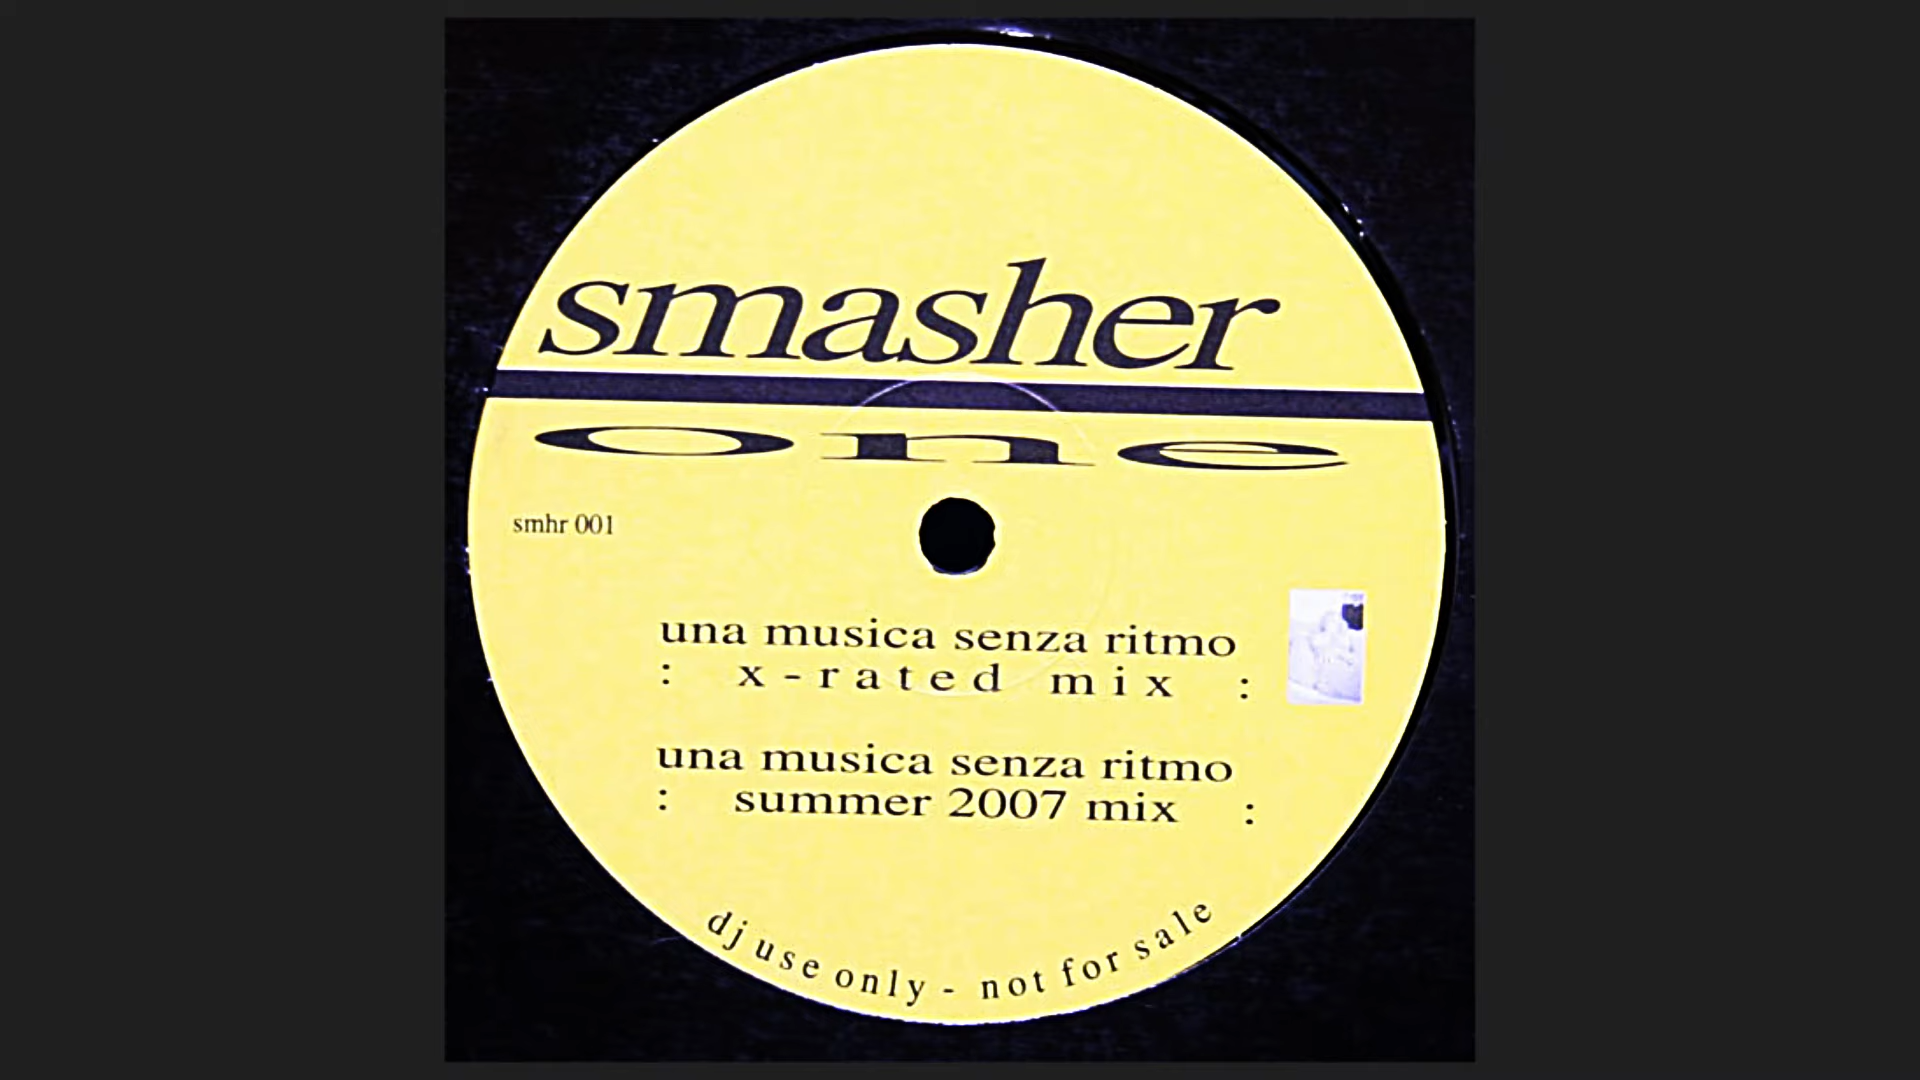 smasher
one
smhr 001
una musica senza ritmo
: x-rated mix :
una musica senza ritmo
: summer 2007 mix :
dj use only - not for sale